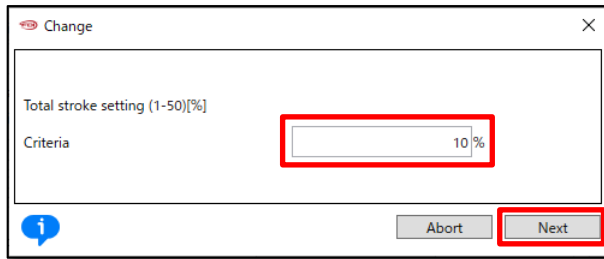 Change
Total stroke setting (1-50)[%]
Criteria
10 %
Abort
Next